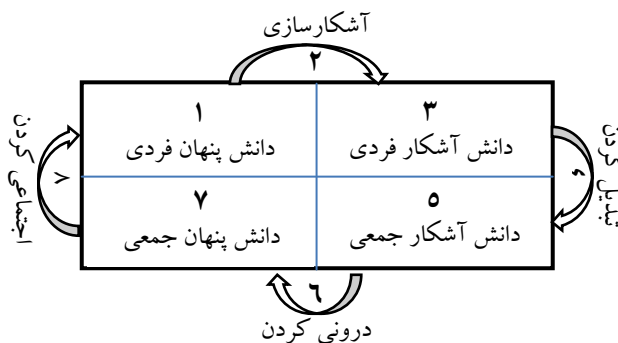 آشکارسازی
۲
۱
دانش پنهان فردی
۳
دانش آشکار فردی
تبدیل کردن
۴
۵
دانش آشکار جمعی
۷
دانش پنهان جمعی
۶
درونی کردن
۸
اجتماعی کردن